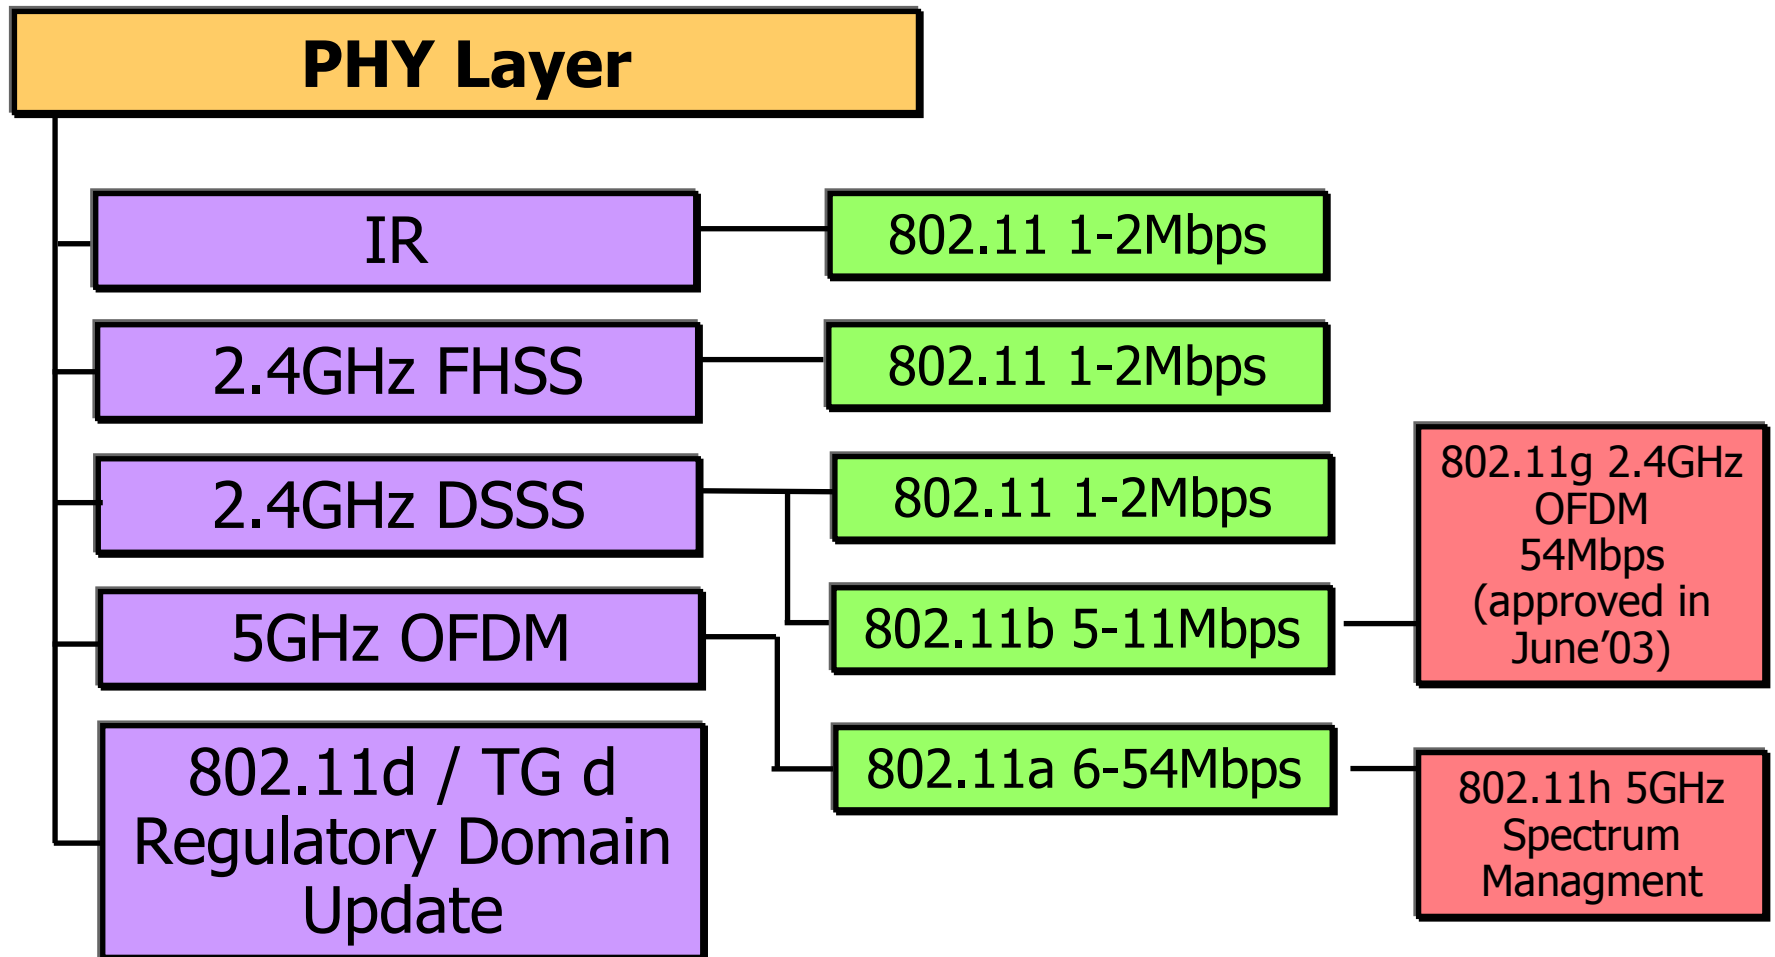 PHY Layer
IR
802.11 1-2Mbps
2.4GHz FHSS
802.11 1-2Mbps
2.4GHz DSSS
802.11 1-2Mbps
802.11b 5-11Mbps
802.11g 2.4GHz
OFDM
54Mbps
(approved in
June’03)
5GHz OFDM
802.11a 6-54Mbps
802.11h 5GHz
Spectrum
Managment
802.11d / TG d
Regulatory Domain
Update